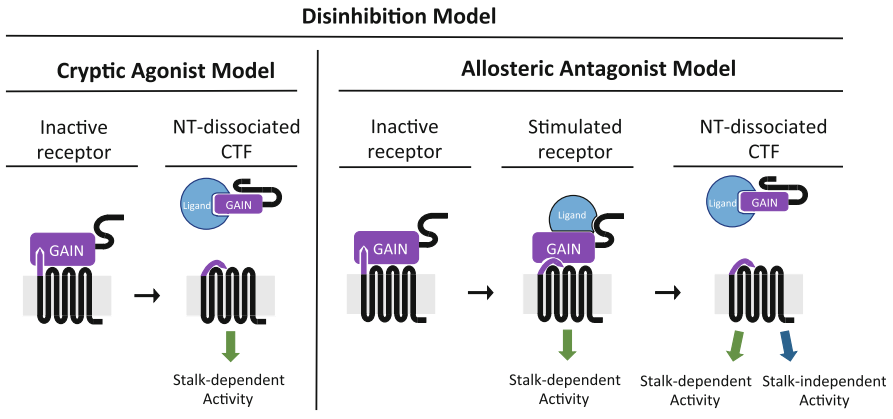 Disinhibition Model
Cryptic Agonist Model
Inactive
receptor
NT-dissociated
CTF
Ligand
GAIN
GAIN
Stalk-dependent
Activity
Allosteric Antagonist Model
Inactive
receptor
Stimulated
receptor
NT-dissociated
CTF
GAIN
Ligand
GAIN
Ligand
GAIN
Stalk-dependent
Activity
Stalk-dependent
Activity
Stalk-independent
Activity